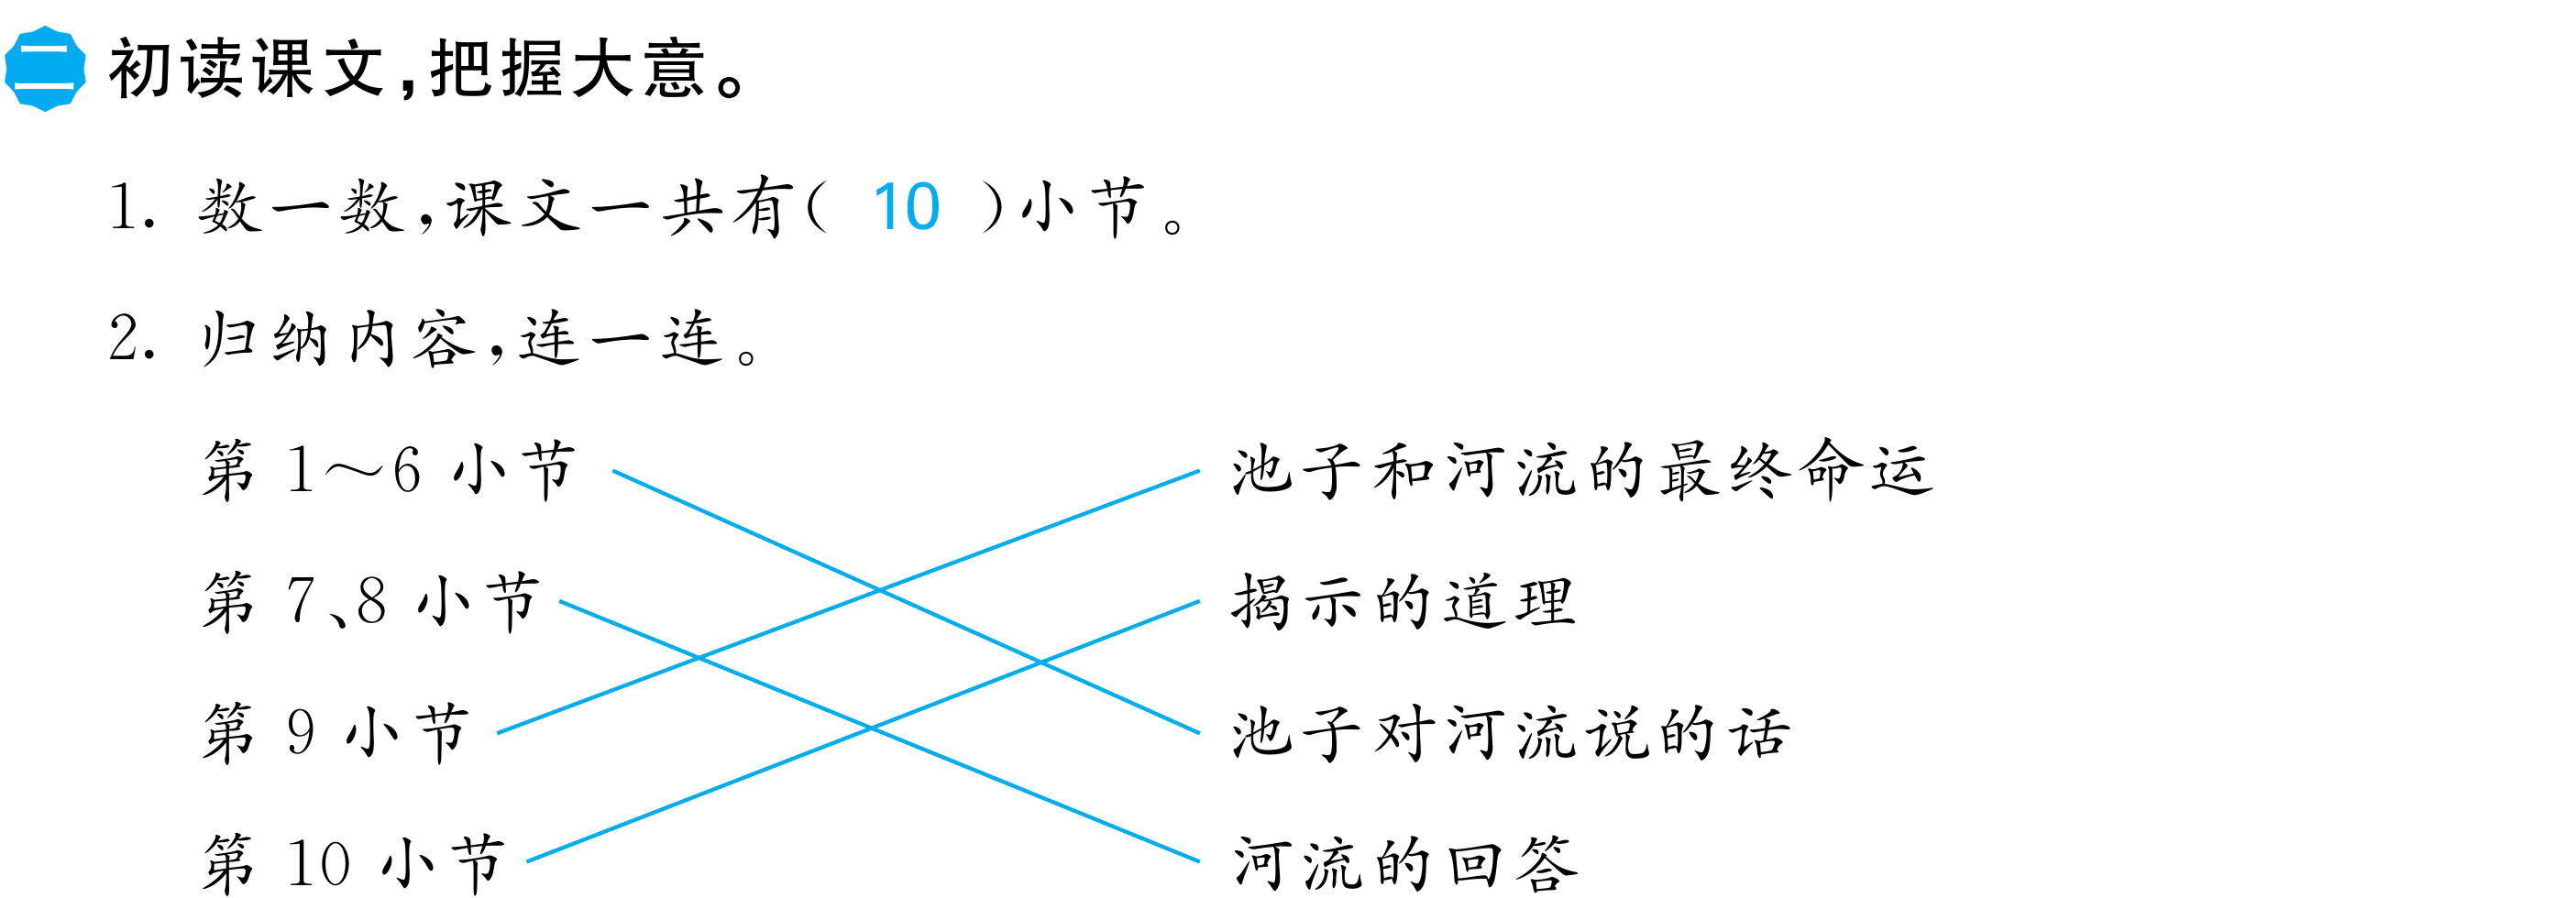 二 初读课文,把握大意。
1. 数一数,课文一共有( 10 )小节。
2. 归纳内容,连一连。
第 1～6 小节 池子和河流的最终命运
第 7、8 小节 揭示的道理
第 9 小节 池子对河流说的话
第 10 小节 河流的回答